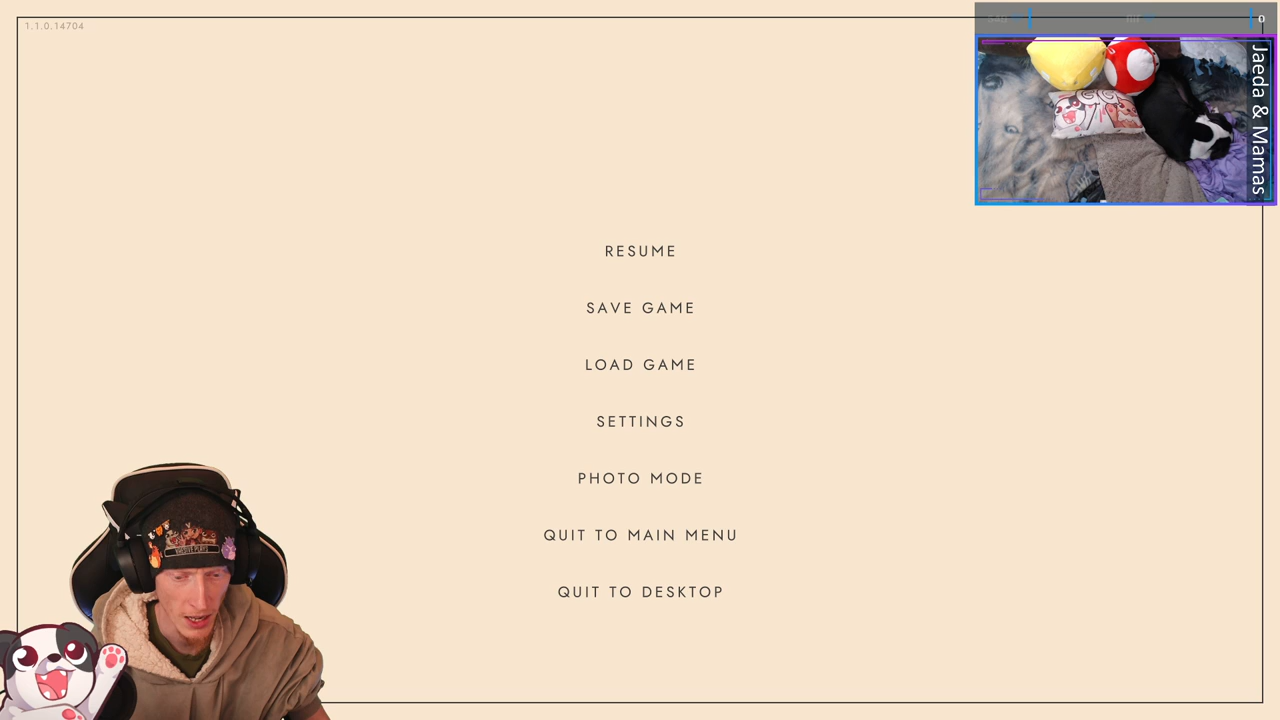 1.1.0.14704
0
Jaeda & Mamas
RESUME
SAVE GAME
LOAD GAME
SETTINGS
PHOTO MODE
QUIT TO MAIN MENU
QUIT TO DESKTOP